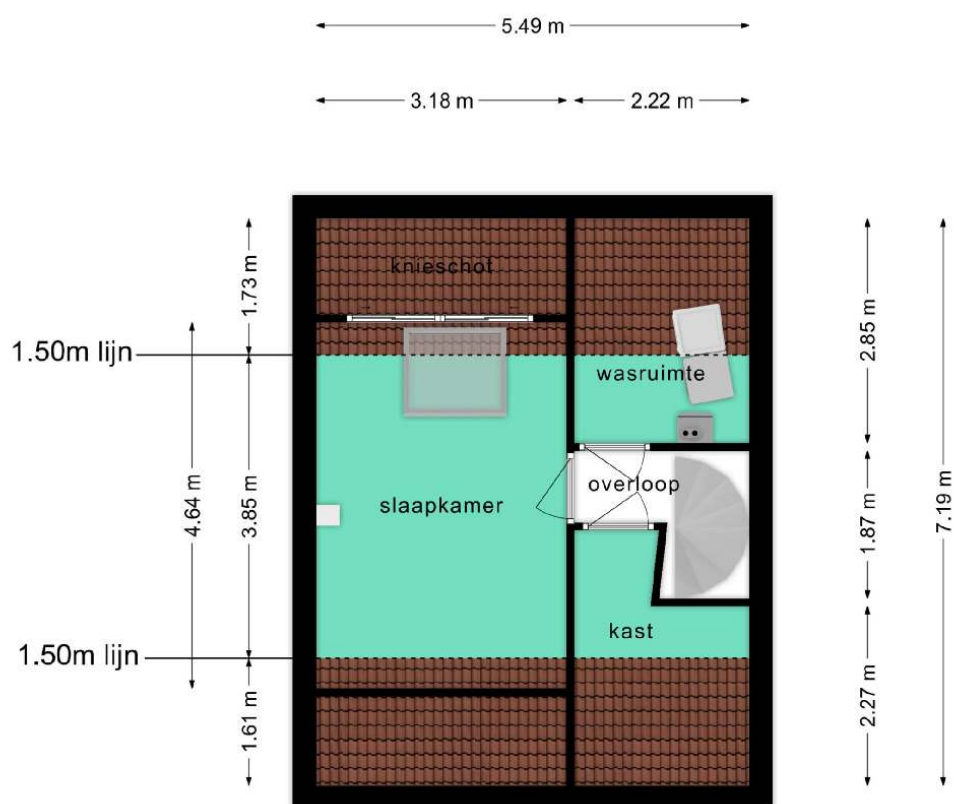 5.49 m
3.18 m
2.22 m
knieschot
1.73 m
2.85 m
1.50m lijn
wasruimte
4.64 m
3.85 m
slaapkamer
overloop
1.87 m
7.19 m
kast
1.50m lijn
1.61 m
2.27 m